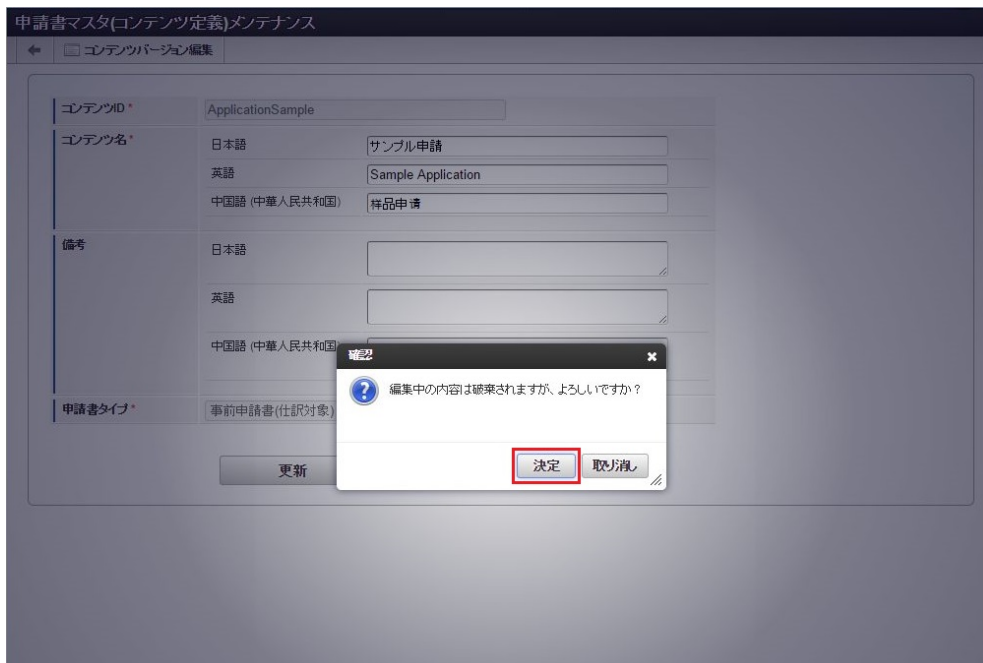 申請書マスタ(コンテンツ定義)メンテナンス
コンテンツバージョン編集
コンテンツID* ApplicationSample
コンテンツ名* 日本語 サンプル申請
英語 Sample Application
中国語 (中華人民共和国) 样品申请
備考 日本語
英語
中国語 (中華人民共和国
確認
編集中の内容は破棄されますが、よろしいですか？
申請書タイプ* 事前申請書(仕訳対象)
決定 取り消し
更新